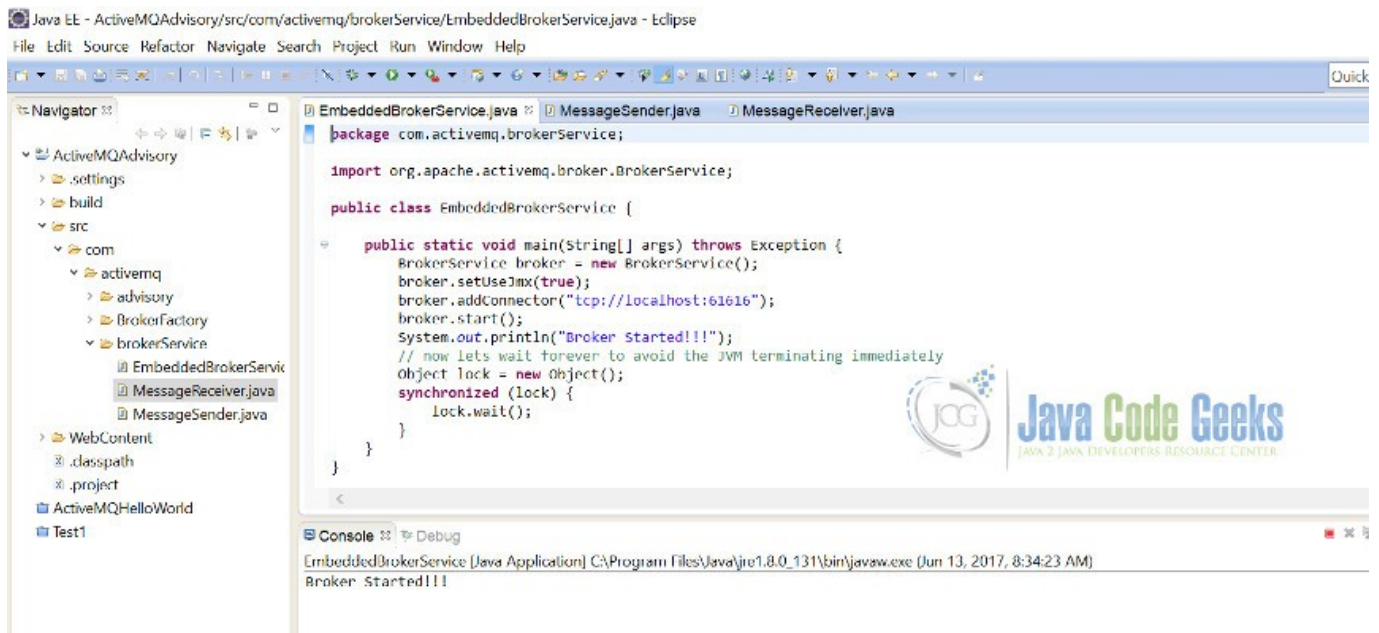 Java EE - ActiveMQAdvisory/src/com/activemq/brokerService/EmbeddedBrokerService.java - Eclipse
File Edit Source Refactor Navigate Search Project Run Window Help
Quick
Navigator
ActiveMQAdvisory
.settings
build
src
com
activemq
advisory
BrokerFactory
brokerService
EmbeddedBrokerServic
MessageReceiver.java
MessageSender.java
WebContent
.classpath
.project
ActiveMQHelloWorld
Test1
EmbeddedBrokerService.java MessageSender.java MessageReceiver.java
package com.activemq.brokerService;
import org.apache.activemq.broker.BrokerService;
public class EmbeddedBrokerService {
public static void main(String[] args) throws Exception {
BrokerService broker = new BrokerService();
broker.setUseJmx(true);
broker.addConnector("tcp://localhost:61616");
broker.start();
System.out.println("Broker Started!!!");
// now lets wait forever to avoid the JVM terminating immediately
Object lock = new Object();
synchronized (lock) {
lock.wait();
}
}
}
JCG
Java Code Geeks
JAVA 2 JAVA DEVELOPERS RESOURCE CENTER
Console Debug
EmbeddedBrokerService [Java Application] C:\Program Files\Java\jre1.8.0_131\bin\javaw.exe (Jun 13, 2017, 8:34:23 AM)
Broker Started!!!